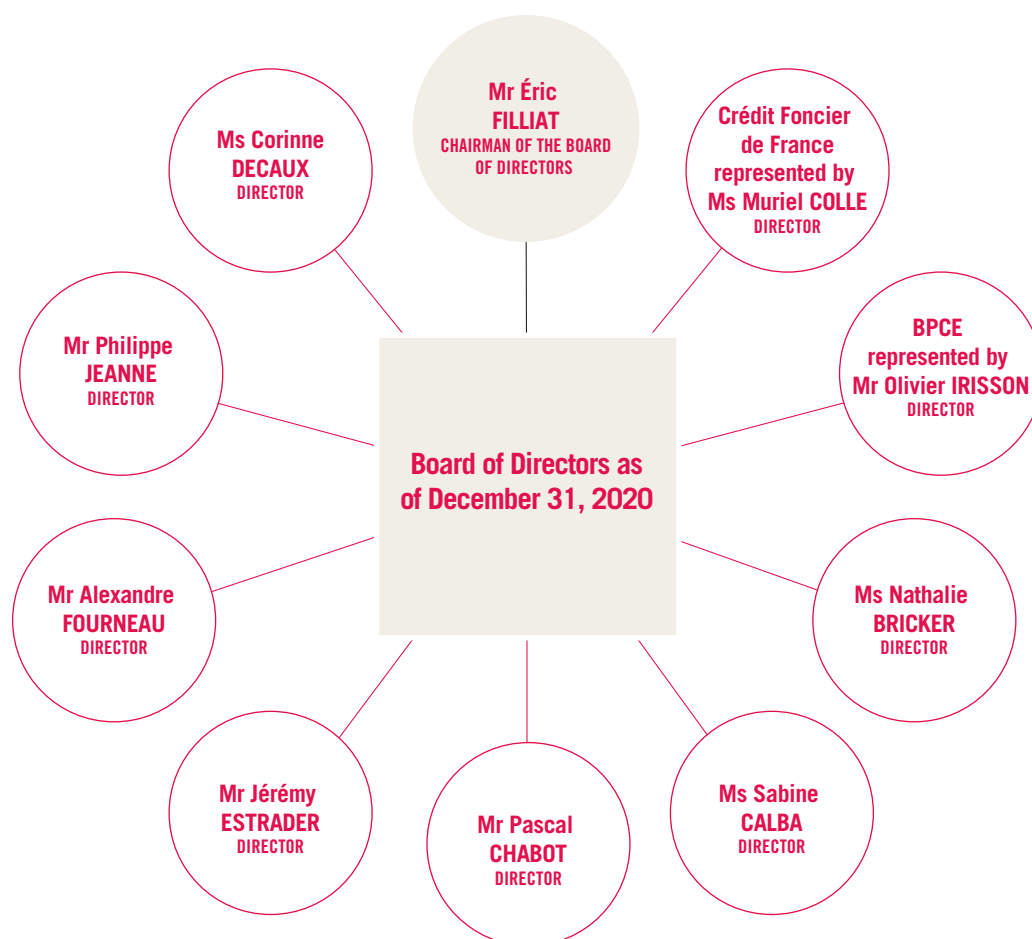 Mr Éric
FILLIAT
CHAIRMAN OF THE BOARD
OF DIRECTORS
Crédit Foncier
de France
represented by
Ms Muriel COLLE
DIRECTOR
BPCE
represented by
Mr Olivier IRISSON
DIRECTOR
Ms Nathalie
BRICKER
DIRECTOR
Ms Sabine
CALBA
DIRECTOR
Mr Pascal
CHABOT
DIRECTOR
Mr Jérémy
ESTRADER
DIRECTOR
Mr Alexandre
FOURNEAU
DIRECTOR
Mr Philippe
JEANNE
DIRECTOR
Ms Corinne
DECAUX
DIRECTOR
Board of Directors as
of December 31, 2020